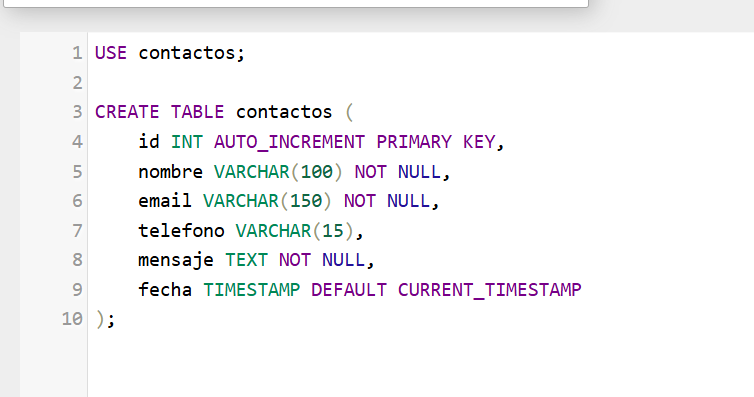 1 USE contactos;
2
3 CREATE TABLE contactos (
4 id INT AUTO_INCREMENT PRIMARY KEY,
5 nombre VARCHAR(100) NOT NULL,
6 email VARCHAR(150) NOT NULL,
7 telefono VARCHAR(15),
8 mensaje TEXT NOT NULL,
9 fecha TIMESTAMP DEFAULT CURRENT_TIMESTAMP
10 );